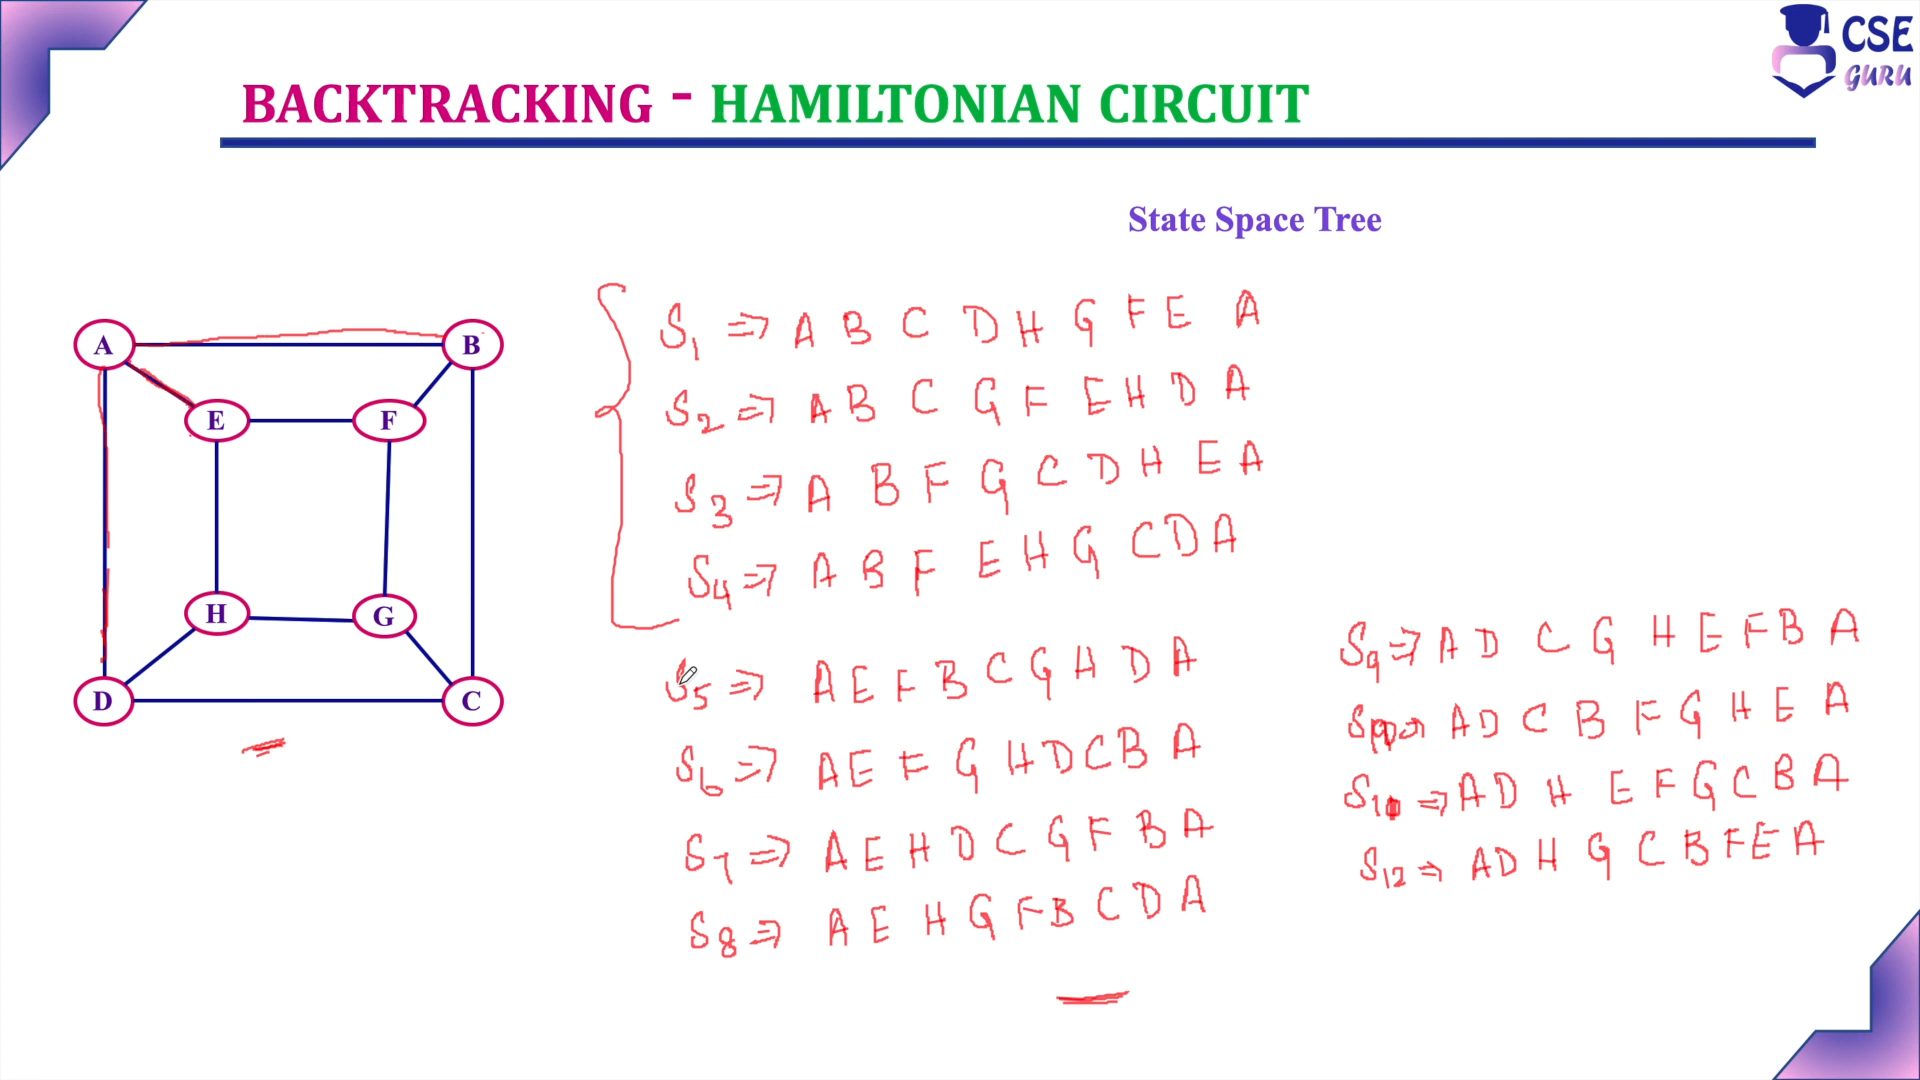 CSE
GURU
BACKTRACKING - HAMILTONIAN CIRCUIT
State Space Tree
A B
E F
H G
D C
S1 => A B C D H G F E A
S2 => A B C G F E H D A
S3 => A B F G C D H E A
S4 => A B F E H G C D A
S5 => A E F B C G H D A
S6 => A E F G H D C B A
S7 => A E H D C G F B A
S8 => A E H G F B C D A
S9 => A D C G H E F B A
=> A D C B F G H E A
=> A D H E F G C B A
S12 => A D H G C B F E A